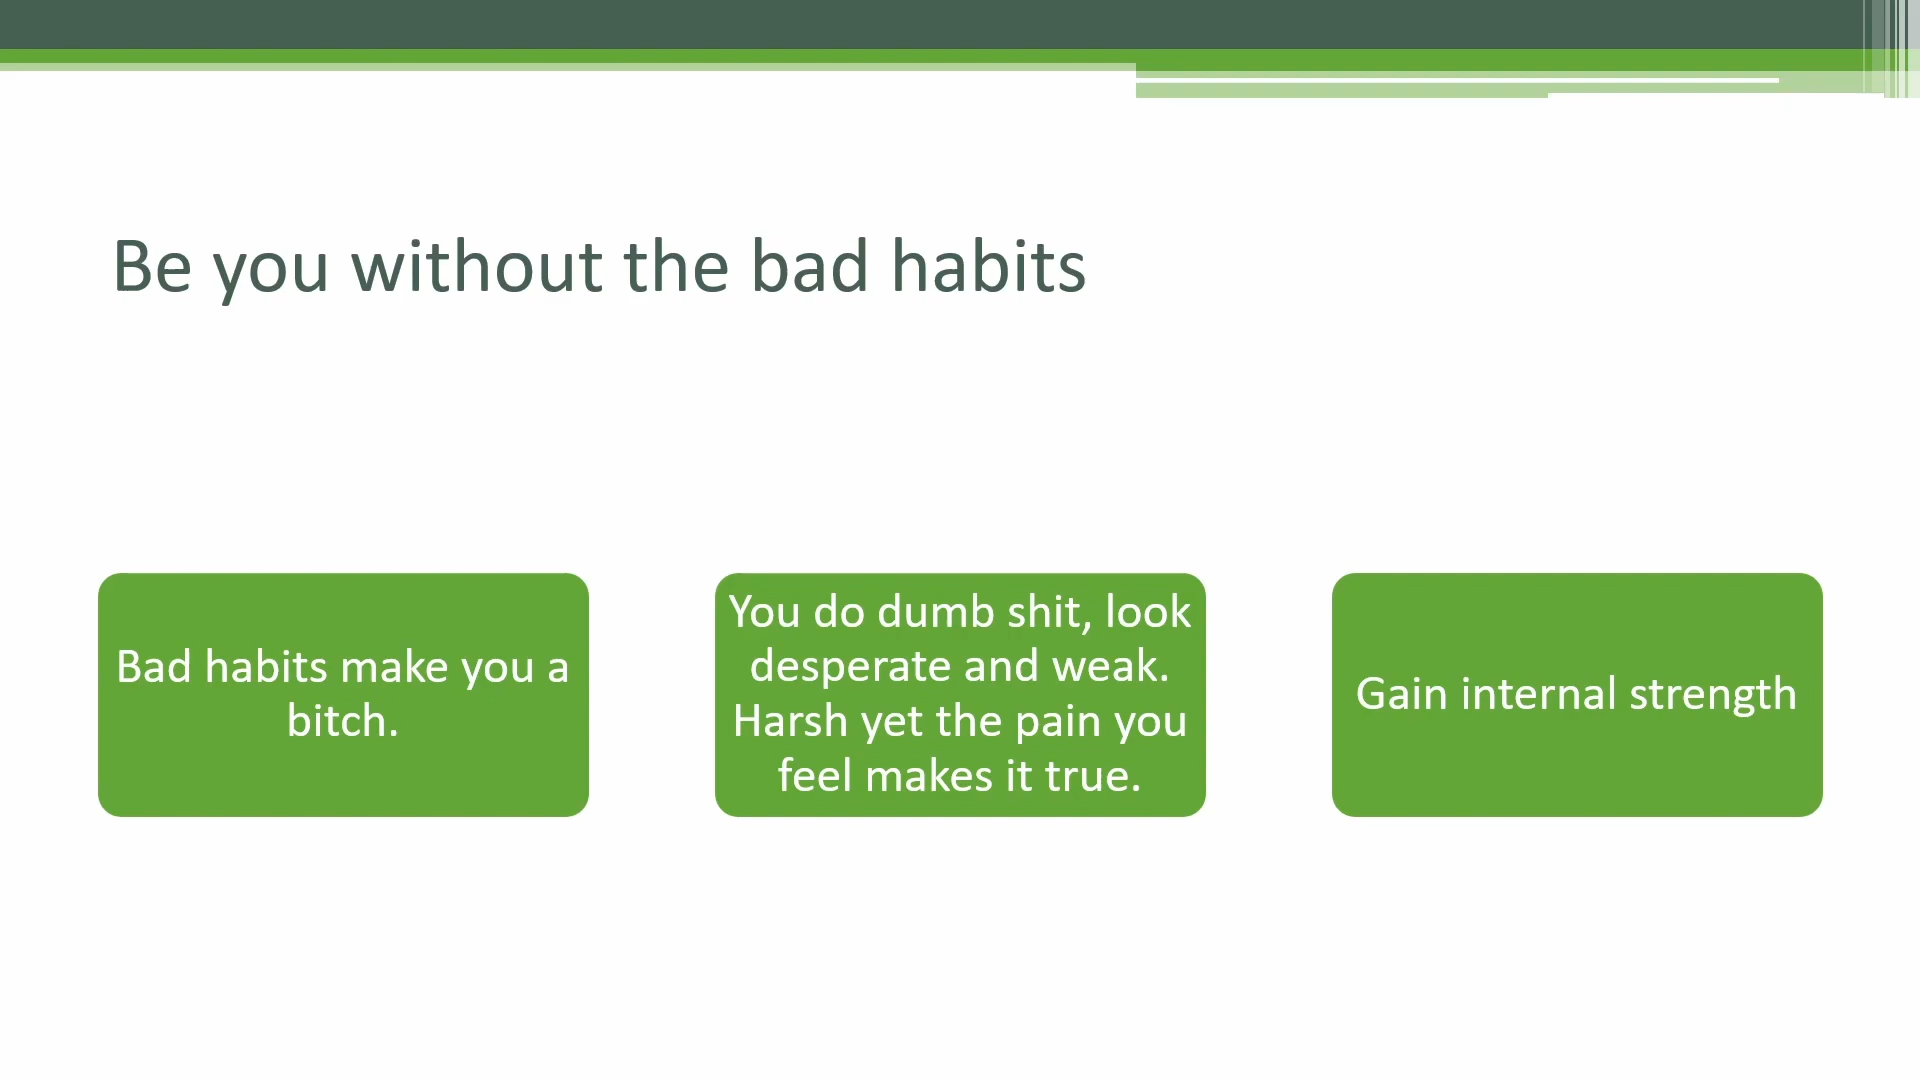 Be you without the bad habits
Bad habits make you a
bitch.
You do dumb shit, look
desperate and weak.
Harsh yet the pain you
feel makes it true.
Gain internal strength